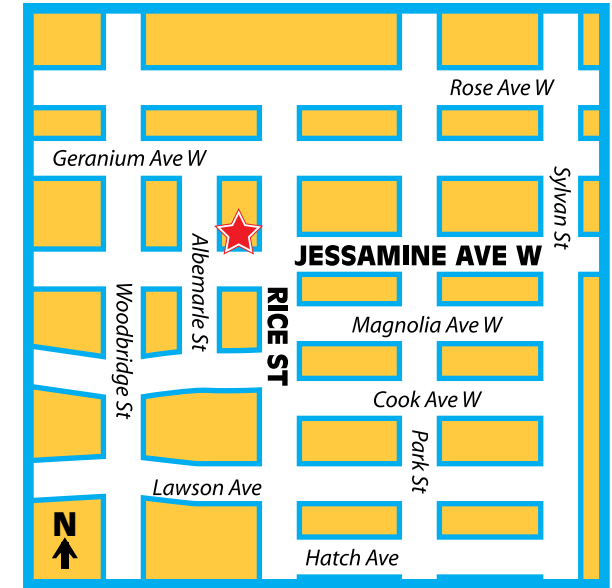 Rose Ave W
Geranium Ave W
Sylvan St
Albemarle St
JESSAMINE AVE W
Woodbridge St
RICE ST
Magnolia Ave W
Cook Ave W
Park St
Lawson Ave
N
Hatch Ave